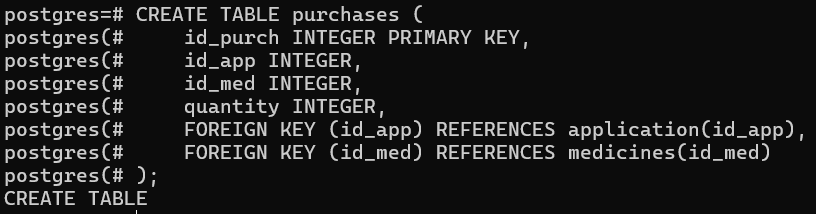 postgres=# CREATE TABLE purchases (
postgres(#     id_purch INTEGER PRIMARY KEY,
postgres(#     id_app INTEGER,
postgres(#     id_med INTEGER,
postgres(#     quantity INTEGER,
postgres(#     FOREIGN KEY (id_app) REFERENCES application(id_app),
postgres(#     FOREIGN KEY (id_med) REFERENCES medicines(id_med)
postgres(# );
CREATE TABLE